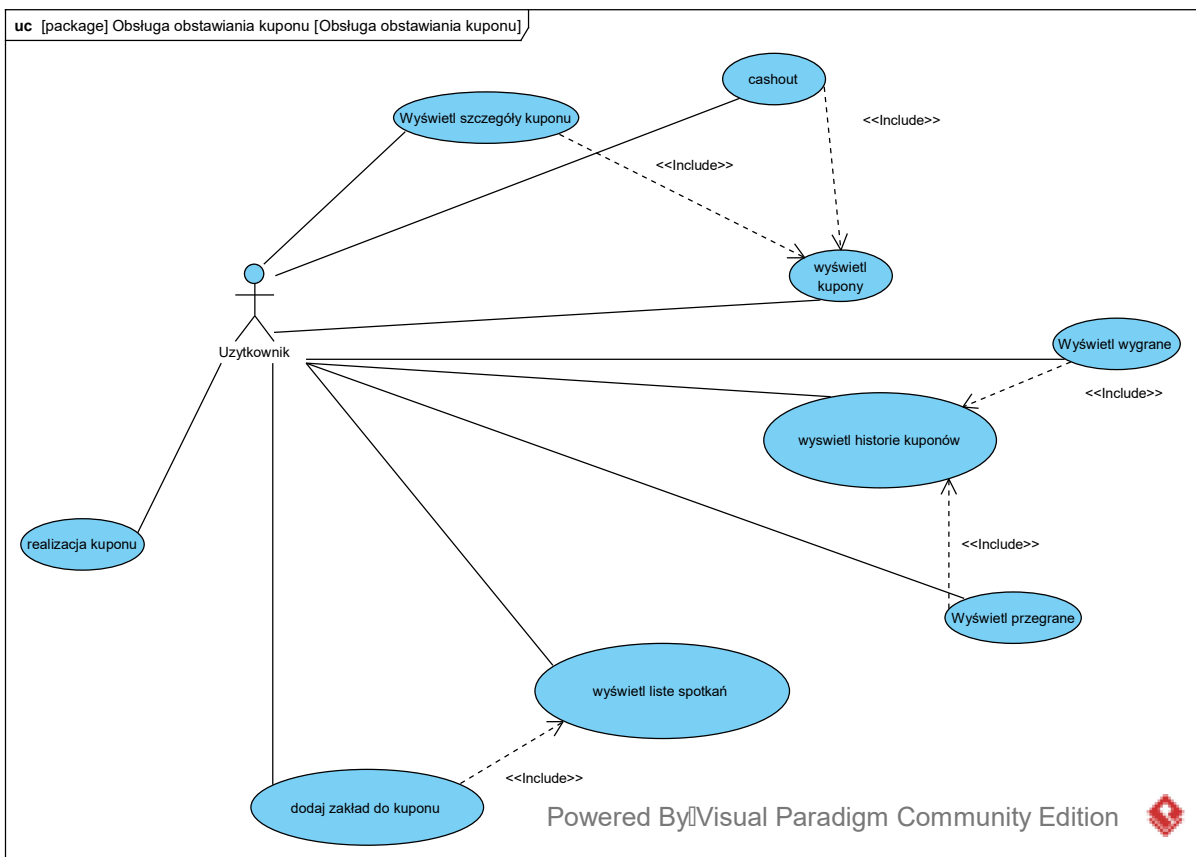 uc [package] Obsługa obstawiania kuponu [Obsługa obstawiania kuponu]
cashout
Wyświetl szczegóły kuponu
<<Include>>
<<Include>>
wyświetl
kupony
Uzytkownik
Wyświetl wygrane
<<Include>>
wyswietl historie kuponów
realizacja kuponu
<<Include>>
Wyświetl przegrane
wyświetl liste spotkań
<<Include>>
dodaj zakład do kuponu
Powered By▯Visual Paradigm Community Edition